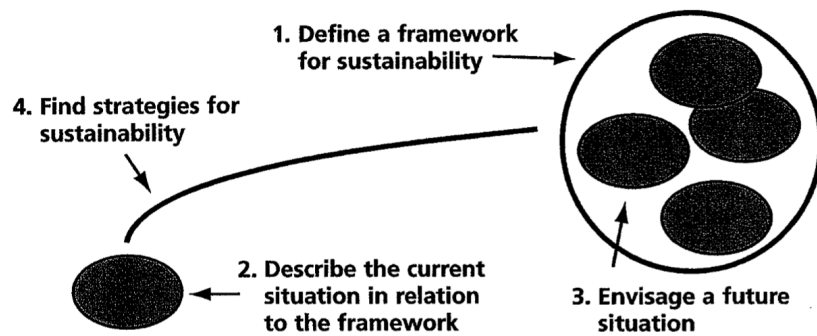 1. Define a framework
for sustainability
4. Find strategies for
sustainability
2. Describe the current
situation in relation
to the framework
3. Envisage a future
situation